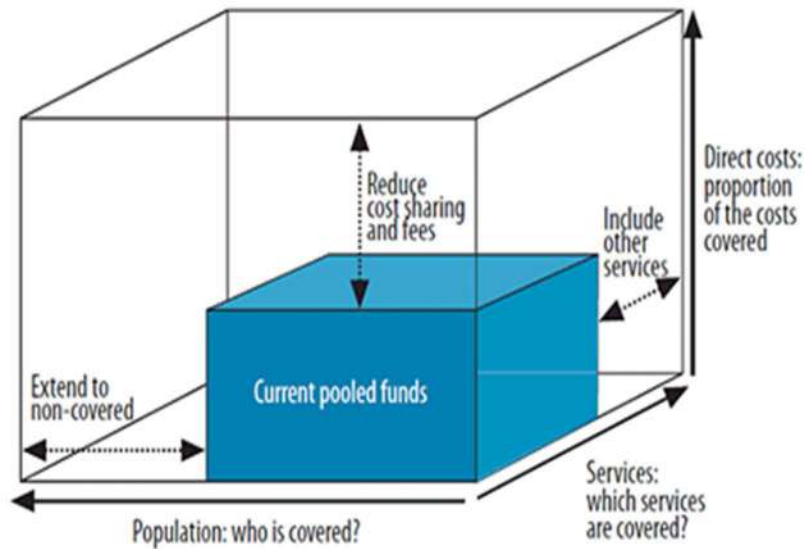 Direct costs:
proportion
of the costs
covered
Reduce
cost sharing
and fees
Include
other
services
Extend to
non-covered
Current pooled funds
Services:
which services
are covered?
Population: who is covered?